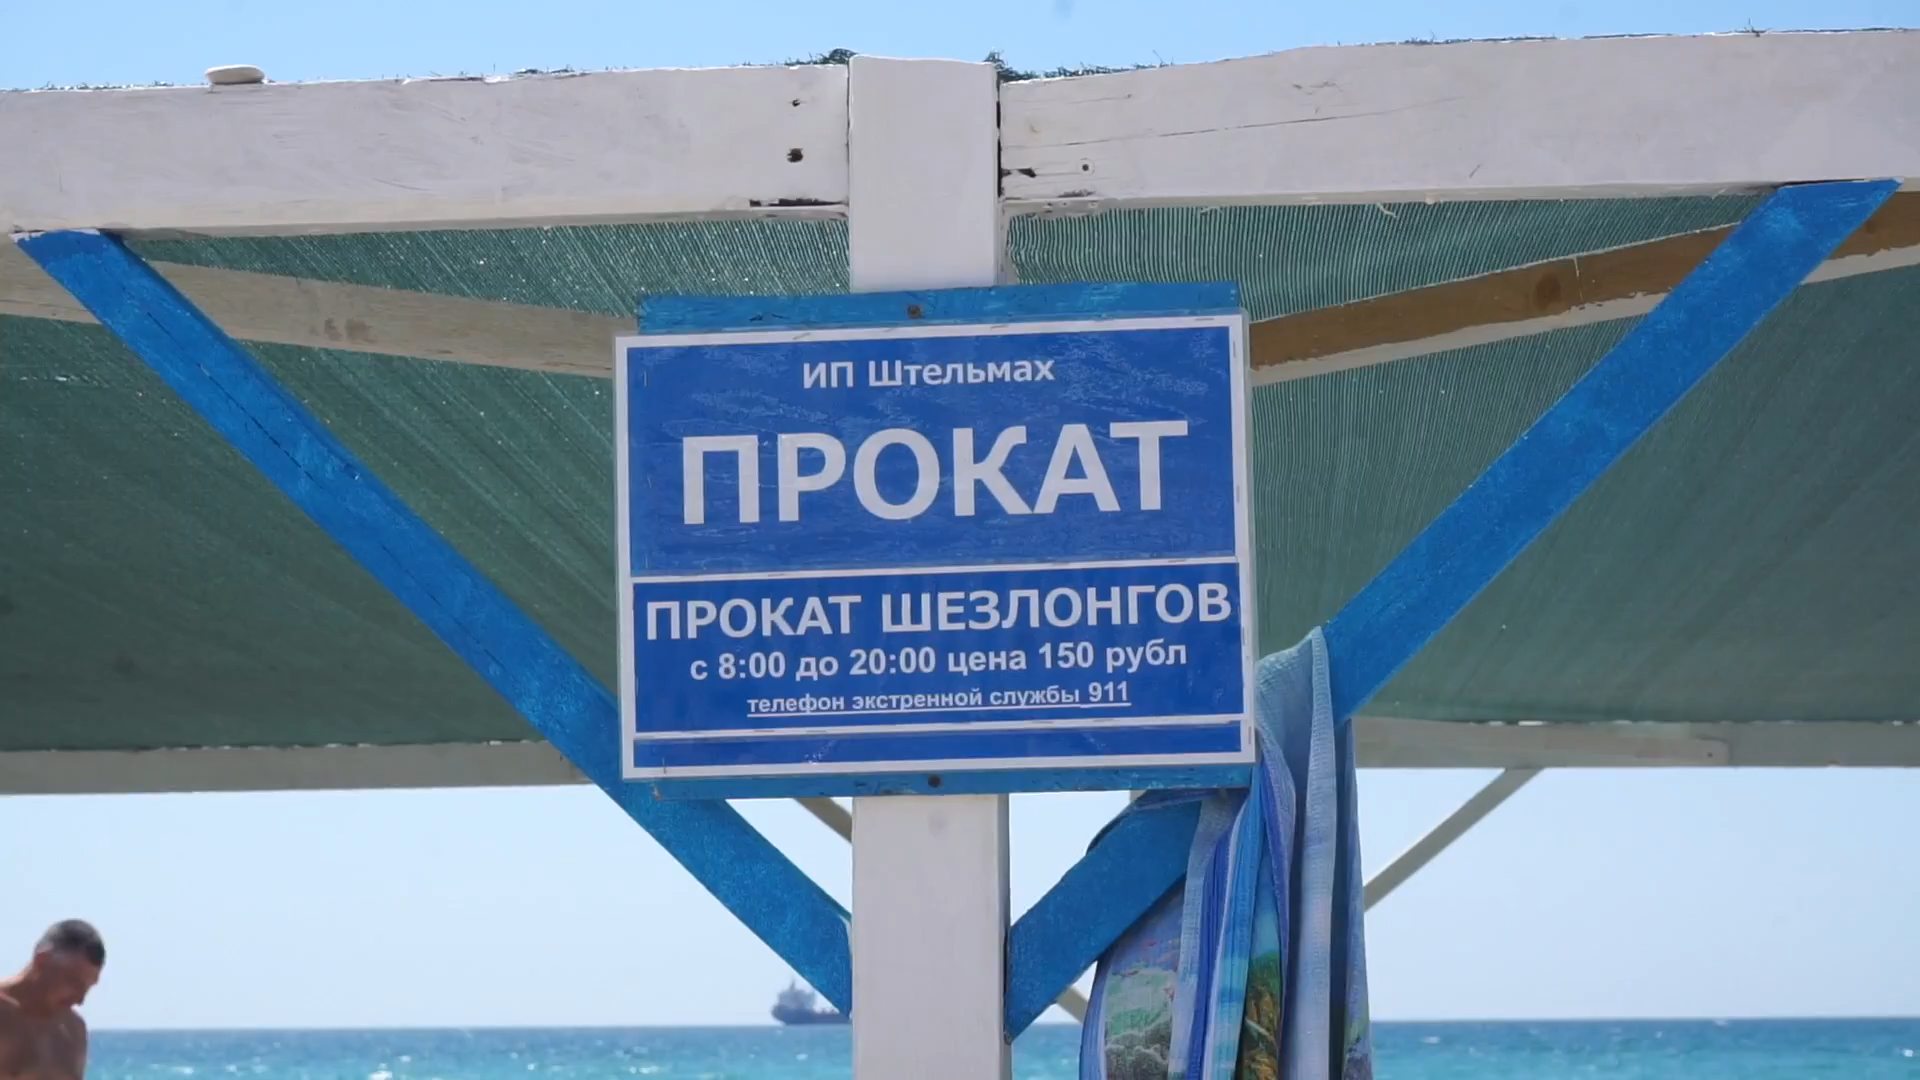 ИП Штельмах
ПРОКАТ
ПРОКАТ ШЕЗЛОНГОВ
с 8:00 до 20:00 цена 150 рубл
телефон экстренной службы 911